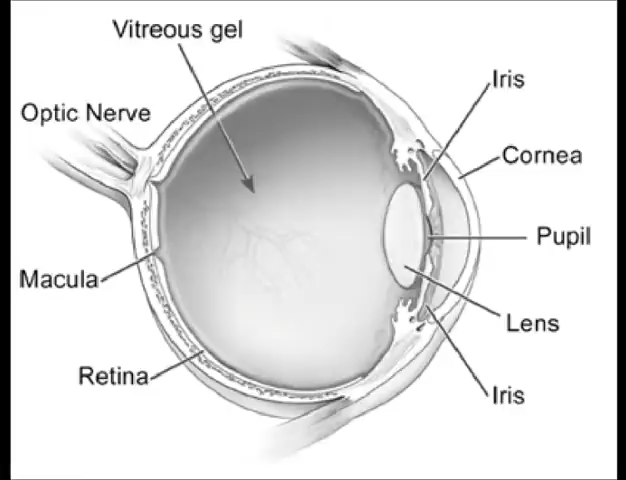 Vitreous gel
Iris
Optic Nerve
Cornea
Pupil
Macula
Lens
Retina
Iris